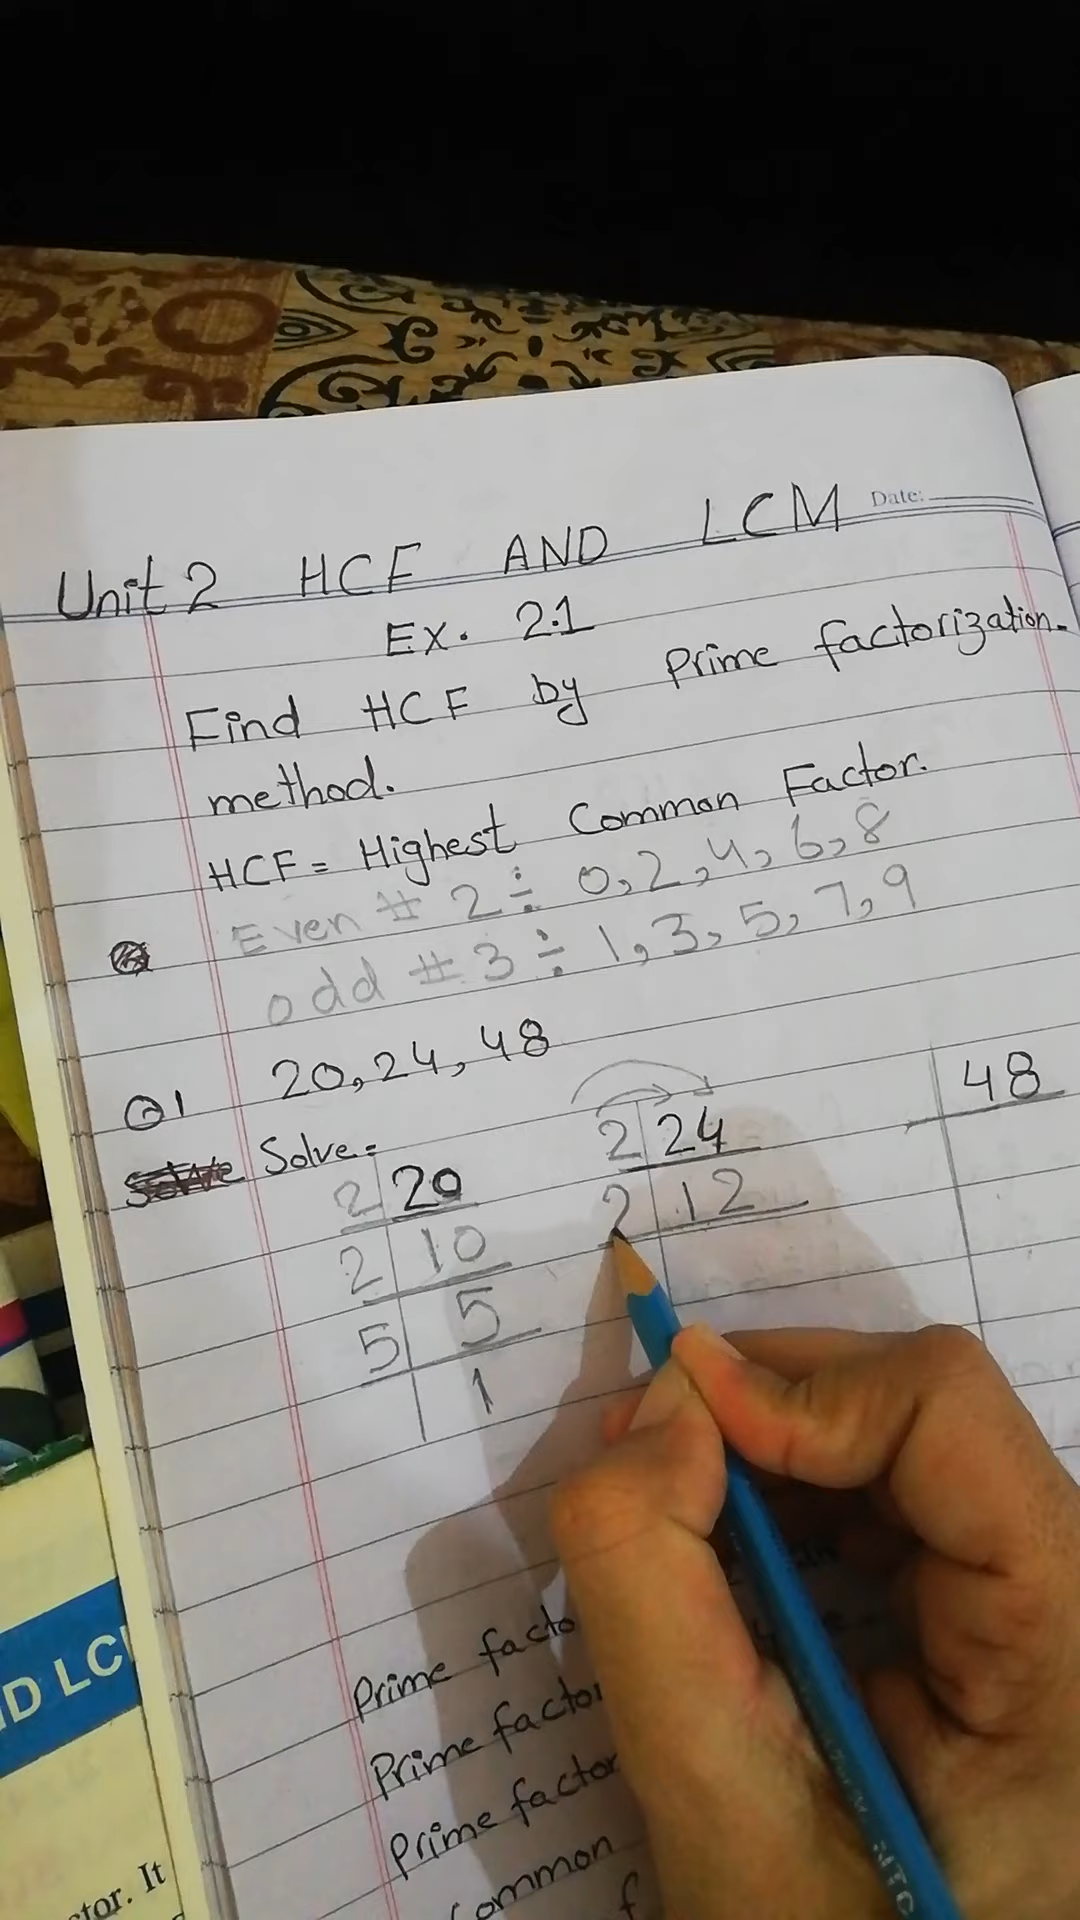 Date:
Unit 2 HCF AND LCM
Ex. 2.1
Find HCF by Prime factorization.
method.
HCF = Highest Common Factor.
Even # 2 ÷ 0,2,4,6,8
odd # 3 ÷ 1,3,5,7,9
Q1 20,24,48
Solve=
2 20
2 10
5 5
1
2 24
2 12
48
Prime facto
Prime factor
Prime factor
Common
f
D LC
tor. It